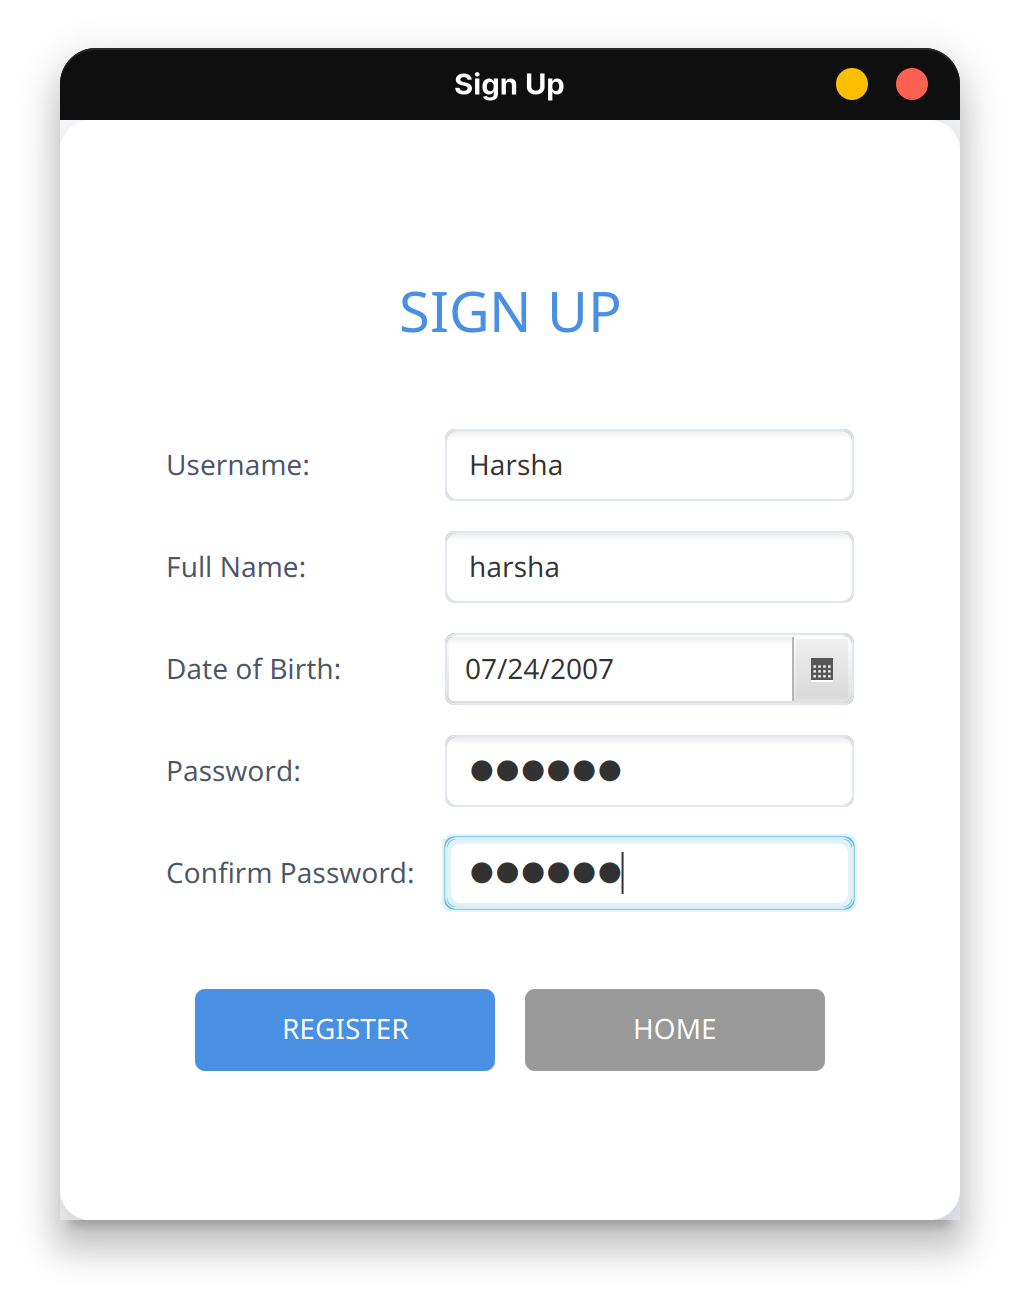 Sign Up
SIGN UP
Username: Harsha
Full Name: harsha
Date of Birth: 07/24/2007
Password: ●●●●●●
Confirm Password: ●●●●●●
REGISTER HOME